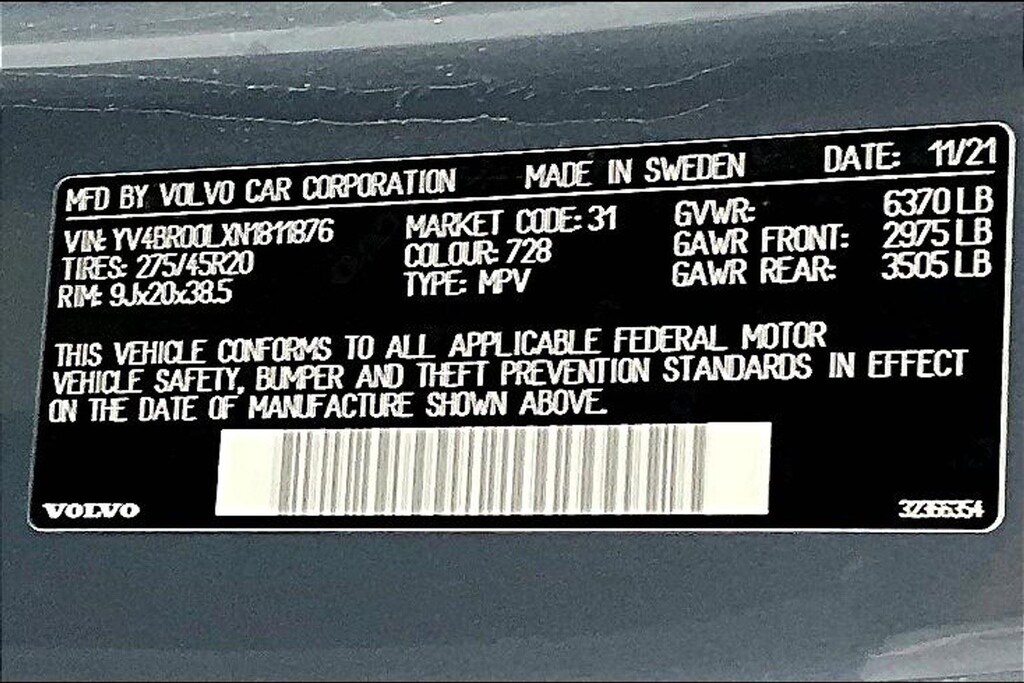 MFD BY VOLVO CAR CORPORATION MADE IN SWEDEN DATE: 11/21
VIN: YV4BR00LXN1811876 MARKET CODE: 31 GVWR: 6370 LB
TIRES: 275/45R20 COLOUR: 728 GAWR FRONT: 2975 LB
RIM: 9Jx20x38.5 TYPE: MPV GAWR REAR: 3505 LB
THIS VEHICLE CONFORMS TO ALL APPLICABLE FEDERAL MOTOR
VEHICLE SAFETY, BUMPER AND THEFT PREVENTION STANDARDS IN EFFECT
ON THE DATE OF MANUFACTURE SHOWN ABOVE.
VOLVO 32366354